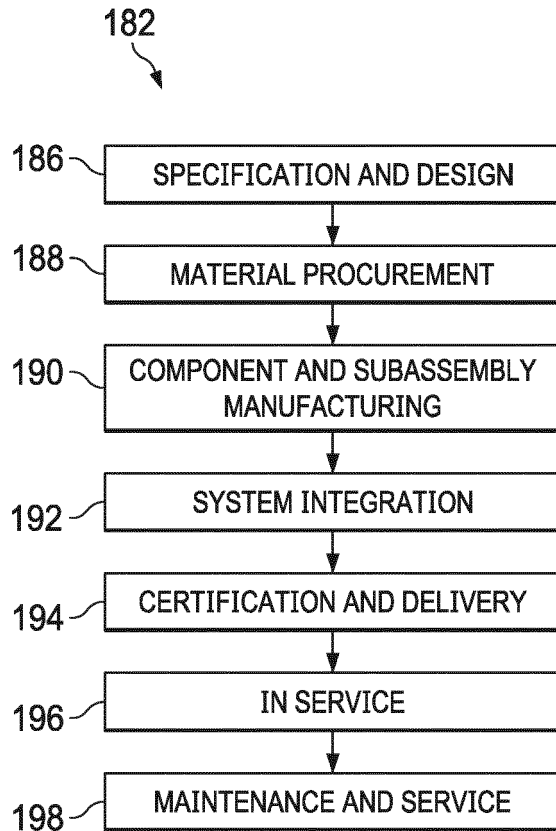 182
186
SPECIFICATION AND DESIGN
188
MATERIAL PROCUREMENT
190
COMPONENT AND SUBASSEMBLY
MANUFACTURING
192
SYSTEM INTEGRATION
194
CERTIFICATION AND DELIVERY
196
IN SERVICE
198
MAINTENANCE AND SERVICE